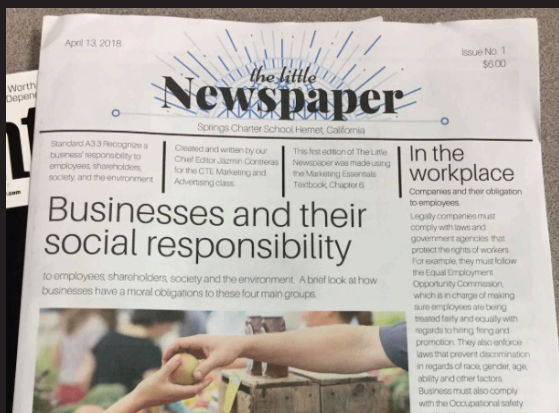 April 13, 2018
Issue No. 1
$6.00
the little
Newspaper
Springs Charter School Hemet, California
Worth
Depen
Standard A3.3 Recognize a
business' responsibility to
employees, shareholders,
society, and the environment.
Created and written by our
Chief Editor Jazmin Contreras
for the CTE Marketing and
Advertising class.
This first edition of The Little
Newspaper was made using
the Marketing Essentials
Textbook, Chapter 6.
Businesses and their
social responsibility
to employees, shareholders, society and the environment. A brief look at how
businesses have a moral obligations to these four main groups.
In the
workplace
Companies and their obligation
to employees.
Legally companies must
comply with laws and
government agencies that
protect the rights of workers.
For example, they must follow
the Equal Employment
Opportunity Commission,
which is in charge of making
sure employees are being
treated fairly and equally with
regards to hiring, firing and
promotion. They also enforce
laws that prevent discrimination
in regards of race, gender, age,
ability and other factors.
Business must also comply
with the Occupational safety